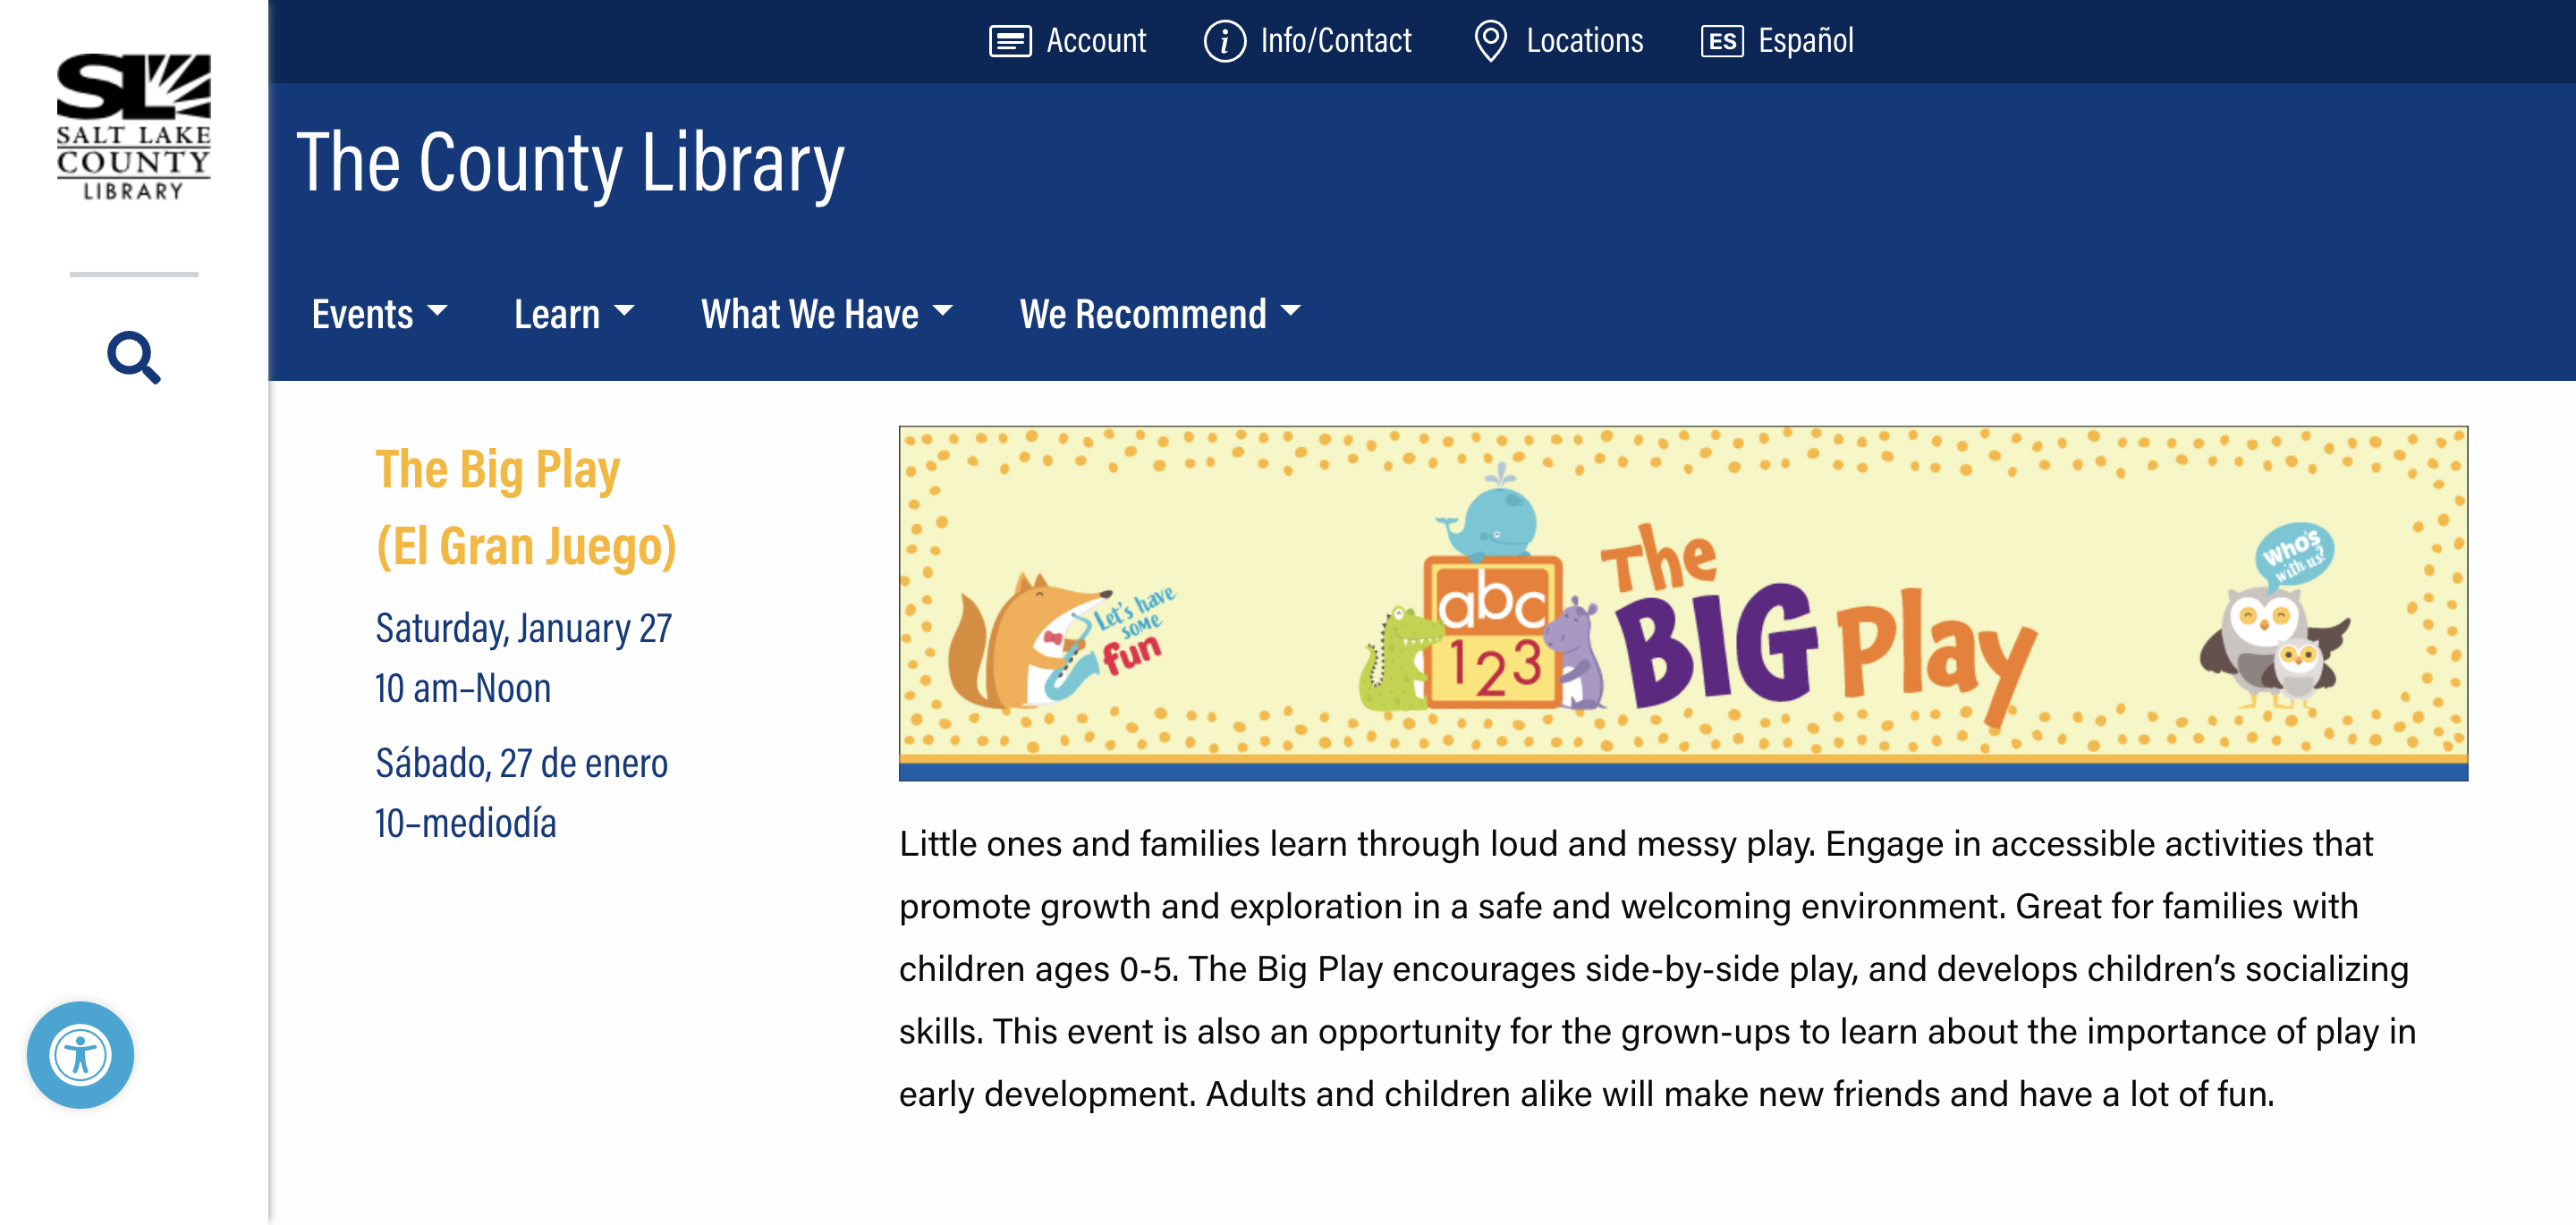 SL
SALT LAKE
COUNTY
LIBRARY
Account
Info/Contact
Locations
ES Español
The County Library
Events
Learn
What We Have
We Recommend
The Big Play
(El Gran Juego)
Saturday, January 27
10 am–Noon
Sábado, 27 de enero
10–mediodía
Let's have
some
fun
abc
123
The
BIG Play
Who's
with us?
Little ones and families learn through loud and messy play. Engage in accessible activities that
promote growth and exploration in a safe and welcoming environment. Great for families with
children ages 0-5. The Big Play encourages side-by-side play, and develops children’s socializing
skills. This event is also an opportunity for the grown-ups to learn about the importance of play in
early development. Adults and children alike will make new friends and have a lot of fun.